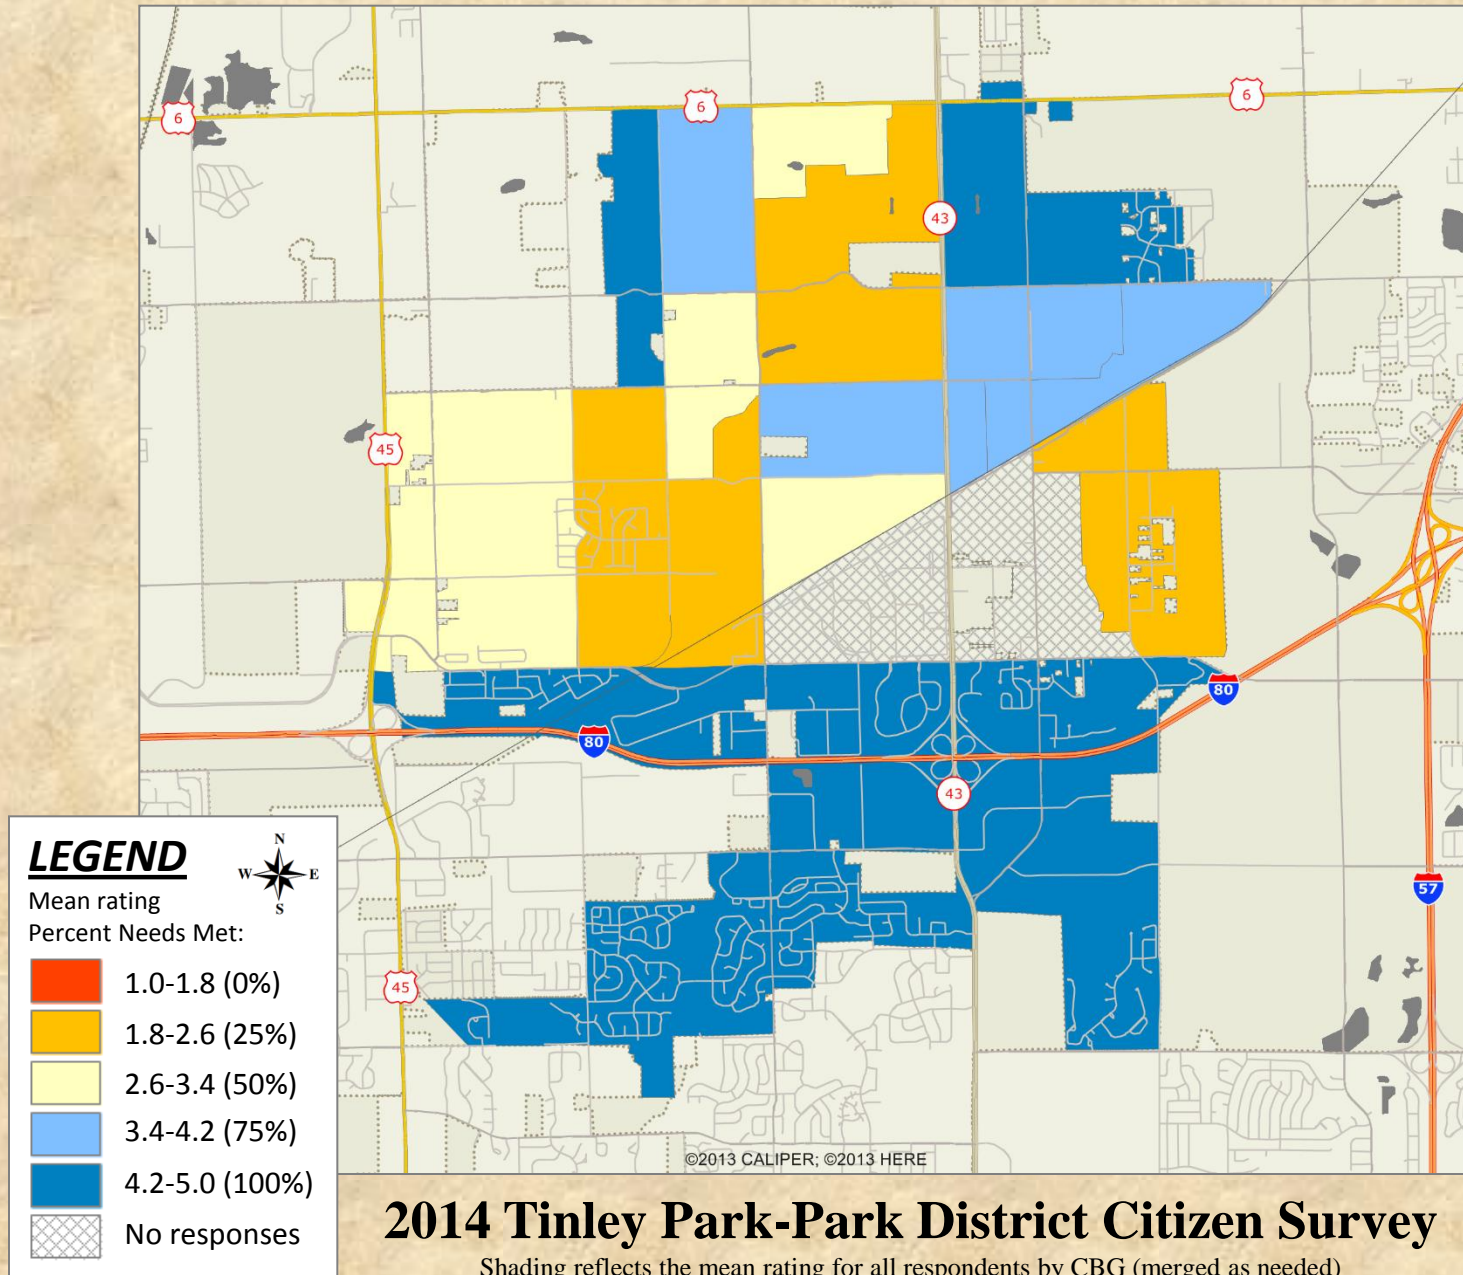 6
6
6
43
45
80
80
43
57
45
LEGEND
N
W E
S
Mean rating
Percent Needs Met:
1.0-1.8 (0%)
1.8-2.6 (25%)
2.6-3.4 (50%)
3.4-4.2 (75%)
4.2-5.0 (100%)
No responses
©2013 CALIPER; ©2013 HERE
2014 Tinley Park-Park District Citizen Survey
Shading reflects the mean rating for all respondents by CBG (merged as needed)